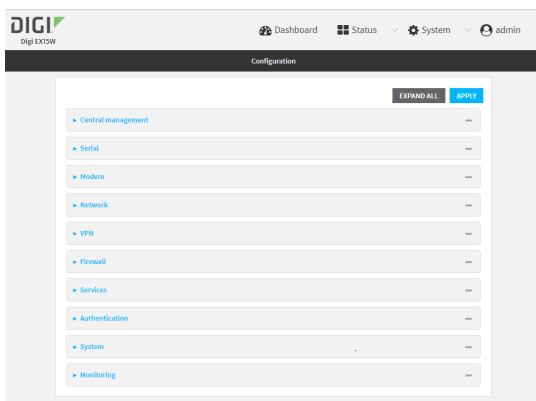 DIGI
Digi EX15W
Dashboard Status System admin
Configuration
EXPAND ALL APPLY
Central management
Serial
Modem
Network
VPN
Firewall
Services
Authentication
System
Monitoring